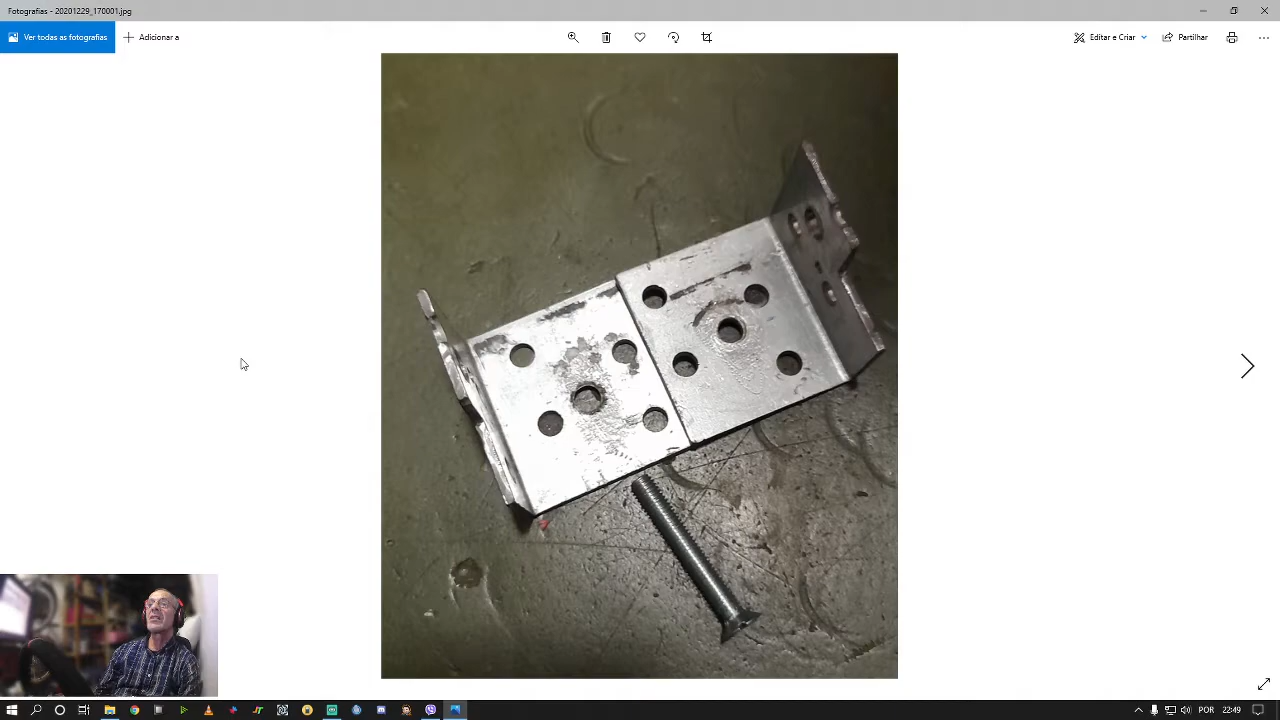 Fotografias - 20201229_170001.jpg
Ver todas as fotografias
Adicionar a
Editar e Criar
Partilhar
POR
22:49